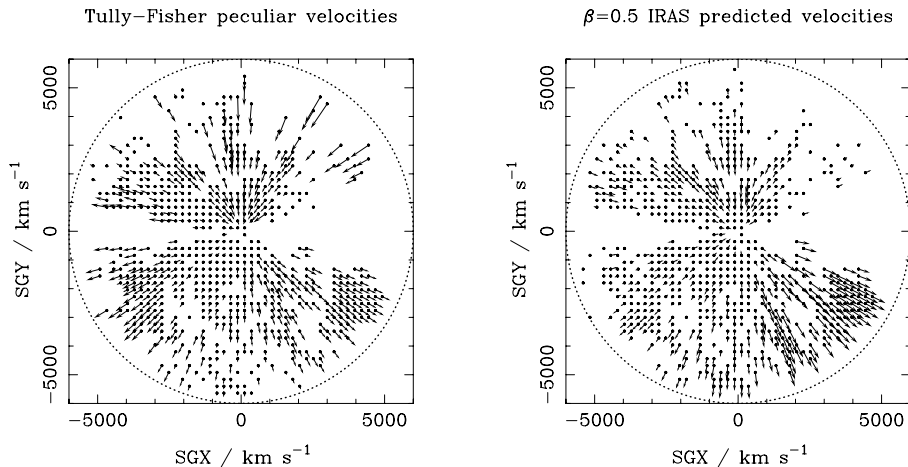 Tully–Fisher peculiar velocities
β=0.5 IRAS predicted velocities
SGY / km s⁻¹
5000
0
−5000
−5000
0
5000
SGX / km s⁻¹
SGY / km s⁻¹
5000
0
−5000
−5000
0
5000
SGX / km s⁻¹